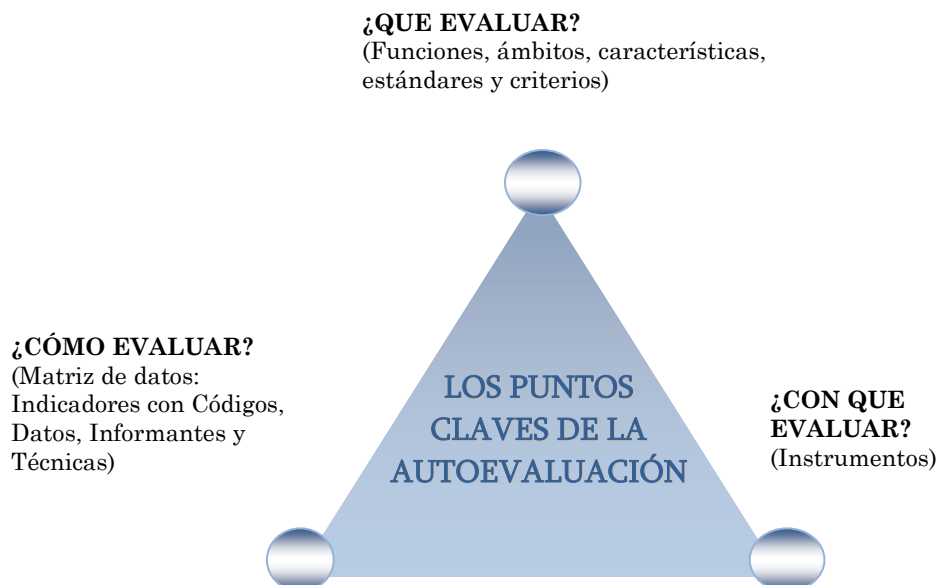 ¿QUE EVALUAR?
(Funciones, ámbitos, características,
estándares y criterios)
¿CÓMO EVALUAR?
(Matriz de datos:
Indicadores con Códigos,
Datos, Informantes y
Técnicas)
LOS PUNTOS
CLAVES DE LA
AUTOEVALUACIÓN
¿CON QUE
EVALUAR?
(Instrumentos)